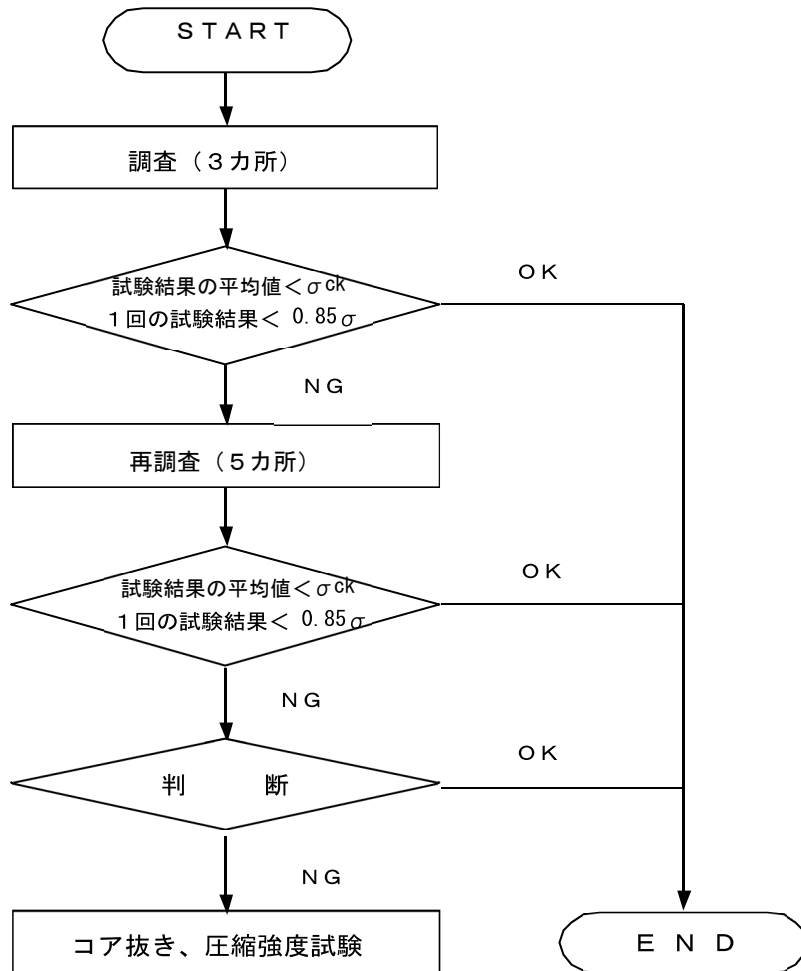 ＳＴＡＲＴ
調査（３カ所）
試験結果の平均値＜σck
１回の試験結果＜ 0.85σ
ＯＫ
ＮＧ
再調査（５カ所）
試験結果の平均値＜σck
１回の試験結果＜ 0.85σ
ＯＫ
ＮＧ
判　　断
ＯＫ
ＮＧ
コア抜き、圧縮強度試験
ＥＮＤ